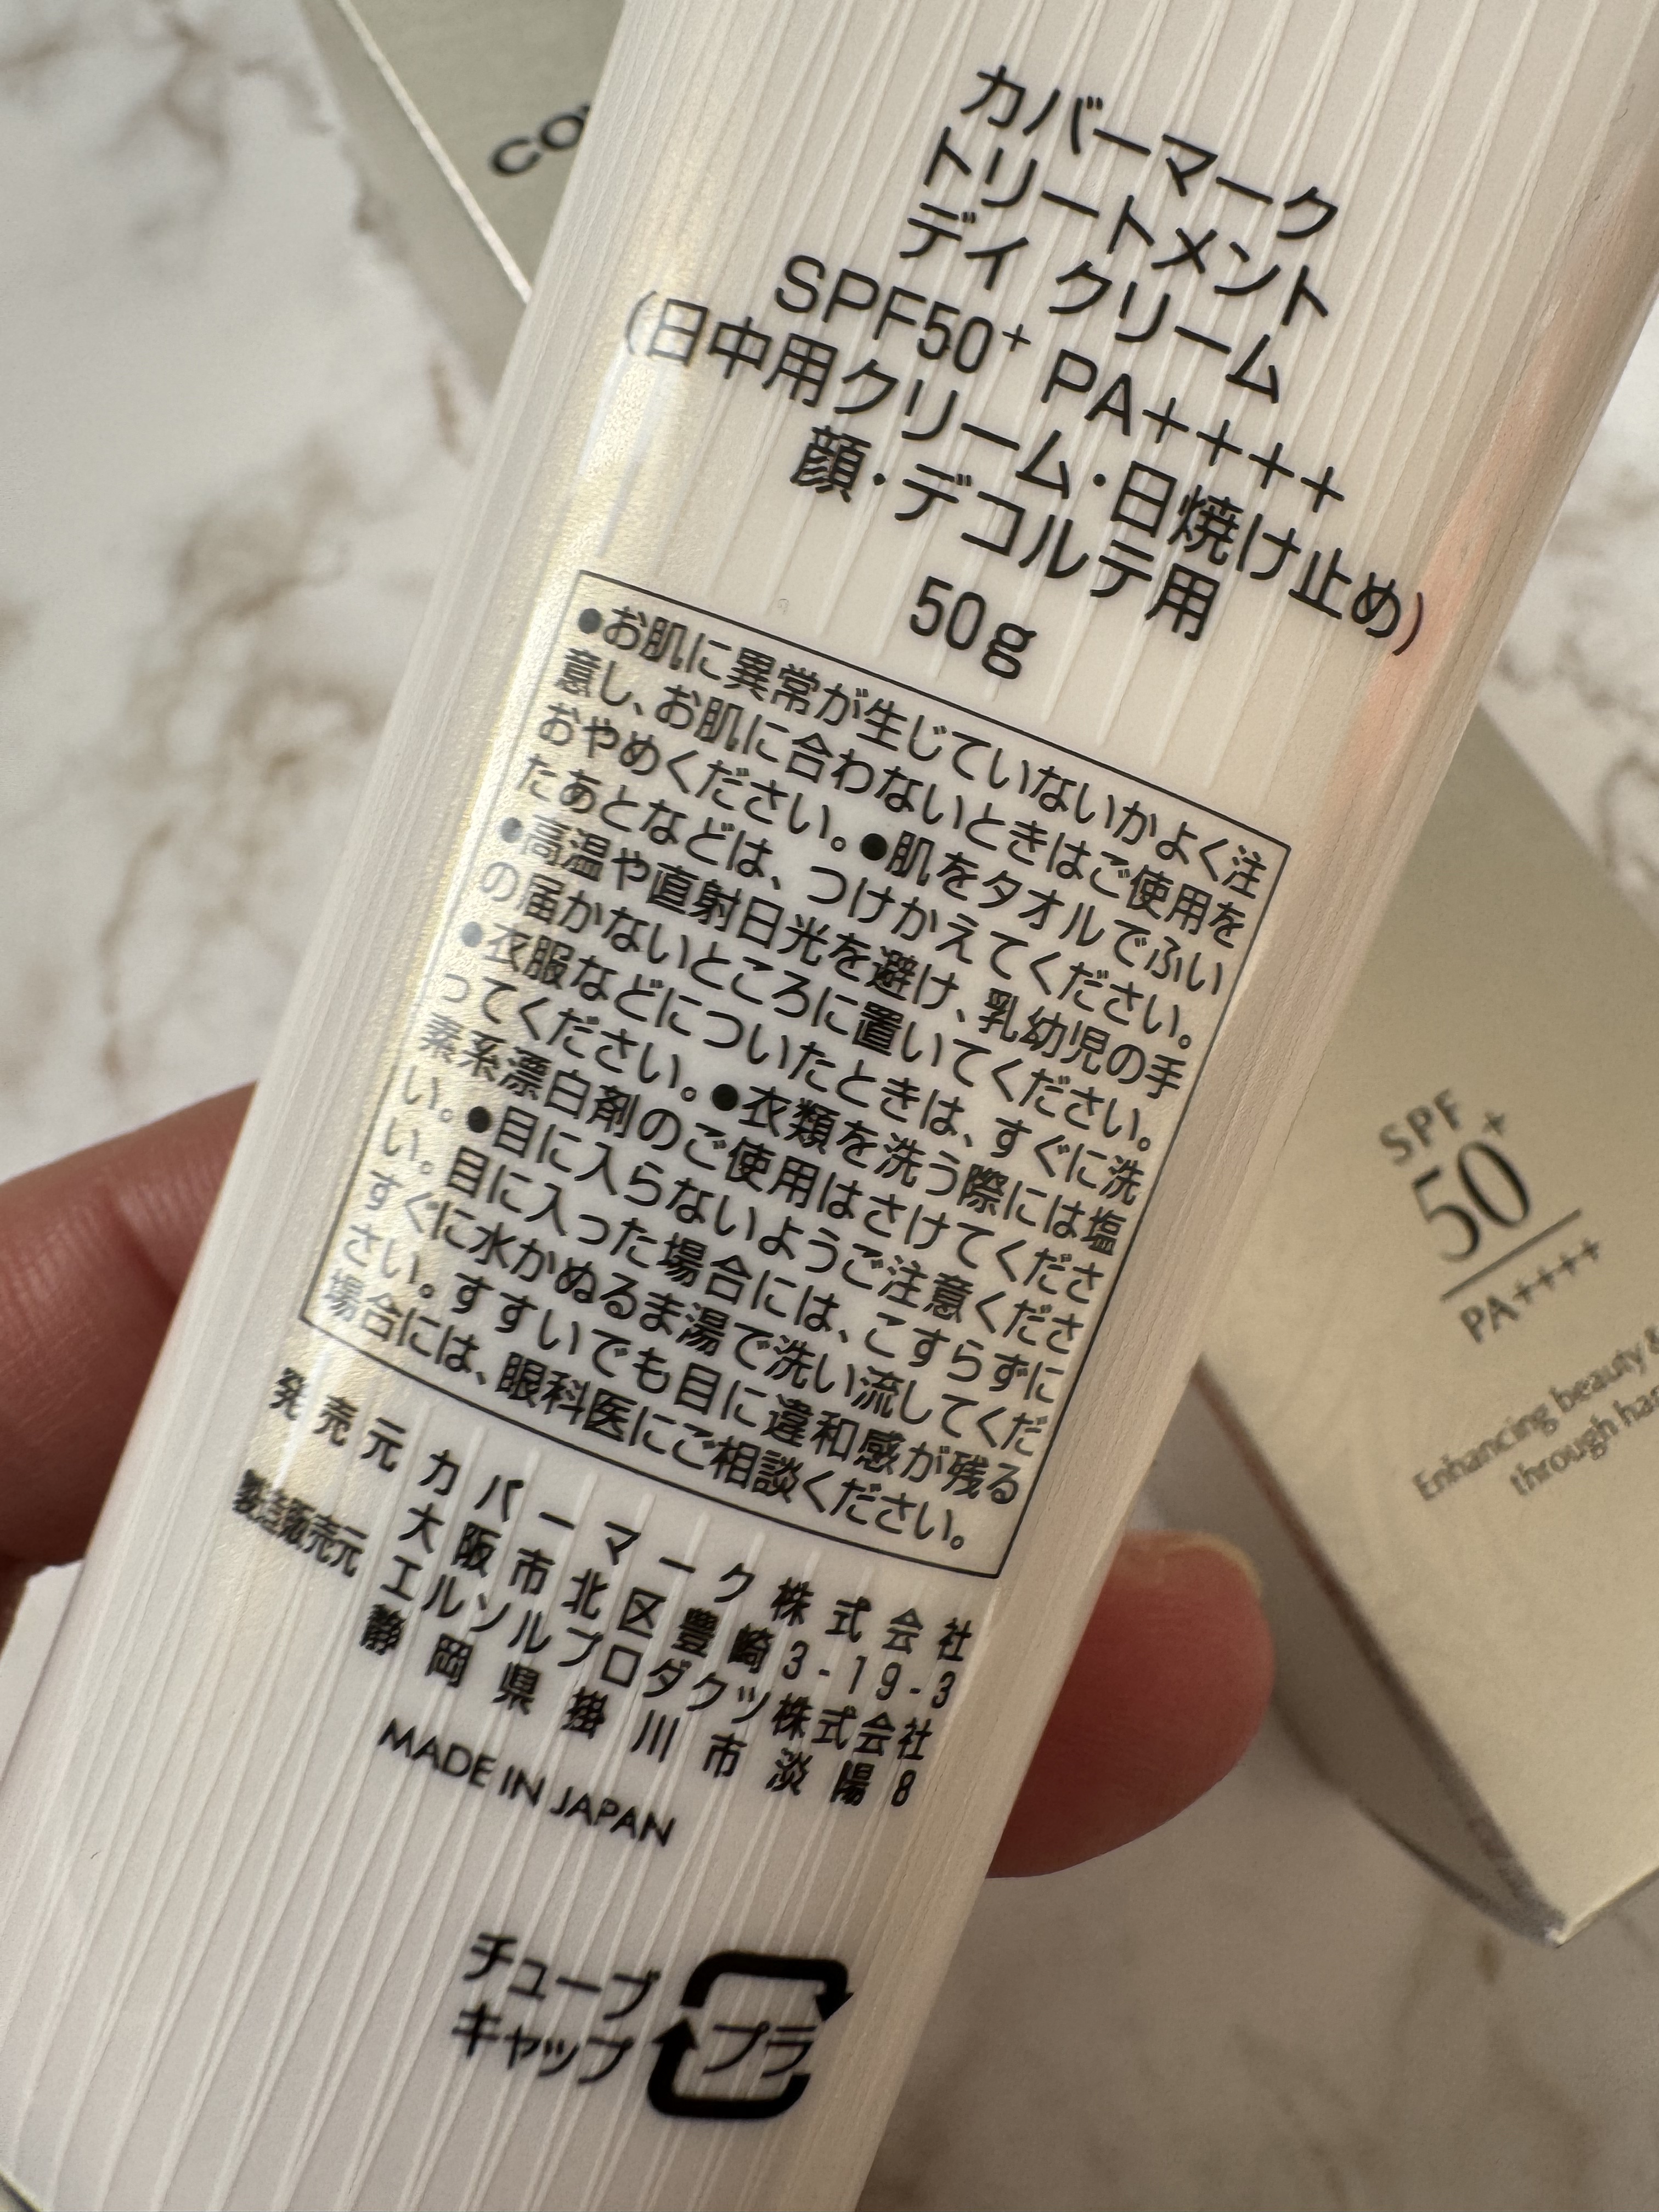 カバーマーク
トリートメント
デイ クリーム
SPF50+ PA++++
(日中用クリーム・日焼け止め)
顔・デコルテ用
50g
●お肌に異常が生じていないかよく注
意し、お肌に合わないときはご使用を
おやめください。●肌をタオルでふい
たあとなどは、つけかえてください。
●高温や直射日光を避け、乳幼児の手
の届かないところに置いてください。
●衣服などについたときは、すぐに洗
ってください。●衣類を洗う際には塩
素系漂白剤のご使用はさけてくださ
い。●目に入らないようご注意くださ
い。目に入った場合には、こすらずに
すぐに水かぬるま湯で洗い流してくだ
さい。すすいでも目に違和感が残る
場合には、眼科医にご相談ください。
発売元 カバーマーク株式会社
大阪市北区豊崎3-19-3
製造販売元 エルソルプロダクツ株式会社
静岡県掛川市淡陽8
MADE IN JAPAN
チューブ
キャップ
プラ
SPF
50+
PA++++
Enhancing beauty &
through